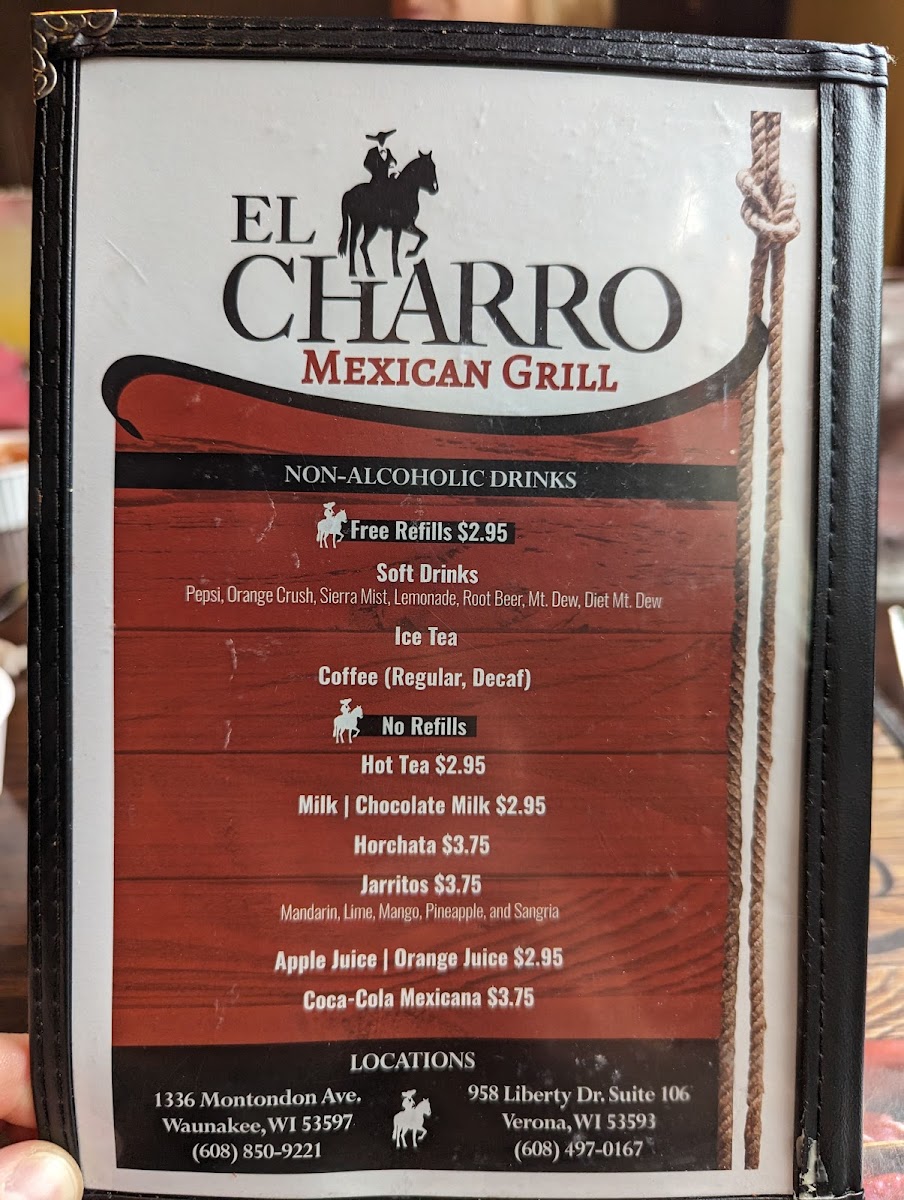 EL
CHARRO
MEXICAN GRILL
NON-ALCOHOLIC DRINKS
Free Refills $2.95
Soft Drinks
Pepsi, Orange Crush, Sierra Mist, Lemonade, Root Beer, Mt. Dew, Diet Mt. Dew
Ice Tea
Coffee (Regular, Decaf)
No Refills
Hot Tea $2.95
Milk | Chocolate Milk $2.95
Horchata $3.75
Jarritos $3.75
Mandarin, Lime, Mango, Pineapple, and Sangria
Apple Juice | Orange Juice $2.95
Coca-Cola Mexicana $3.75
LOCATIONS
1336 Montondon Ave.
Waunakee, WI 53597
(608) 850-9221
958 Liberty Dr. Suite 106
Verona, WI 53593
(608) 497-0167